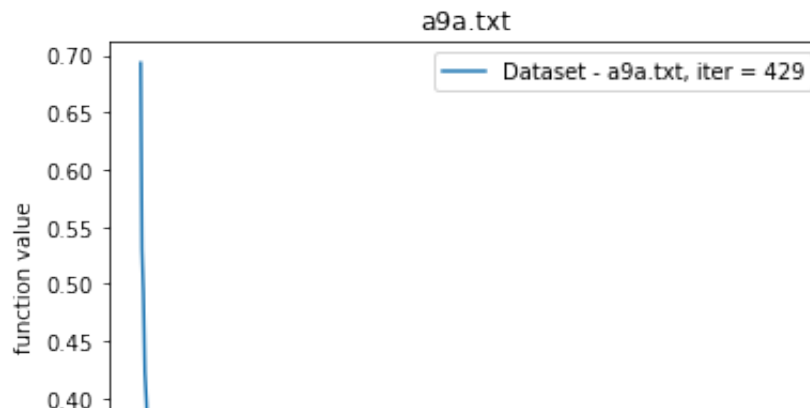 a9a.txt
Dataset - a9a.txt, iter = 429
0.70
0.65
0.60
0.55
0.50
0.45
0.40
function value